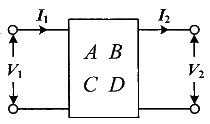 I₁ I₂
A B
V₁ V₂
C D